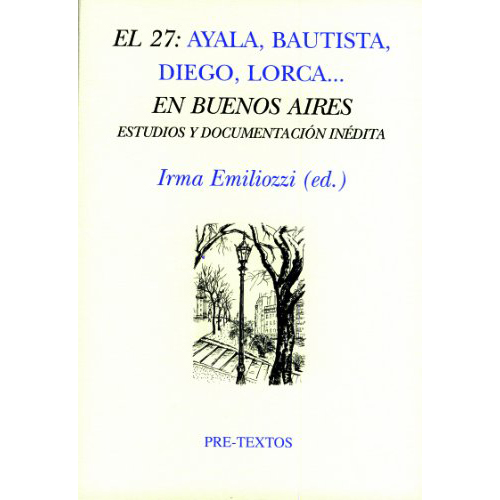 EL 27: AYALA, BAUTISTA,
DIEGO, LORCA...
EN BUENOS AIRES
ESTUDIOS Y DOCUMENTACIÓN INÉDITA
Irma Emiliozzi (ed.)
PRE-TEXTOS